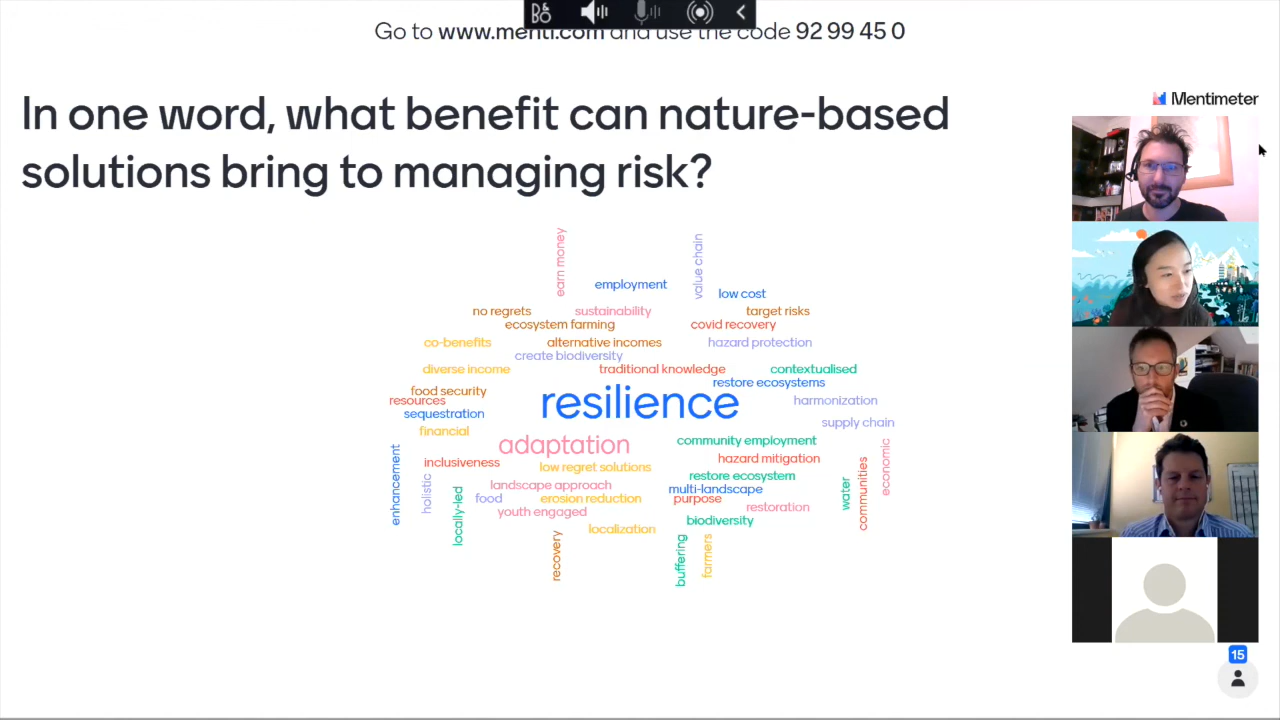 Go to www.menti.com and use the code 92 99 45 0
In one word, what benefit can nature-based
solutions bring to managing risk?
Mentimeter
earn money
value chain
employment
low cost
no regrets
sustainability
target risks
ecosystem farming
covid recovery
co-benefits
alternative incomes
hazard protection
create biodiversity
diverse income
traditional knowledge
contextualised
restore ecosystems
food security
resources
resilience
harmonization
sequestration
supply chain
financial
adaptation
community employment
economic
enhancement
inclusiveness
low regret solutions
hazard mitigation
communities
holistic
locally-led
landscape approach
restore ecosystem
water
food
erosion reduction
multi-landscape
purpose
youth engaged
restoration
localization
biodiversity
recovery
buffering
farmers
15